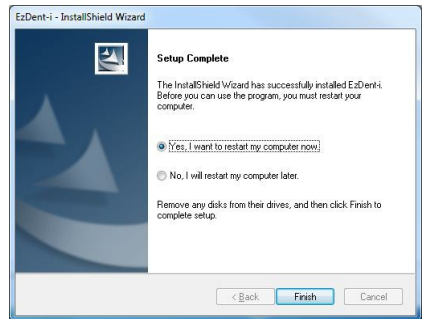 EzDent-i - InstallShield Wizard
Setup Complete
The InstallShield Wizard has successfully installed EzDent-i.
Before you can use the program, you must restart your
computer.
Yes, I want to restart my computer now.
No, I will restart my computer later.
Remove any disks from their drives, and then click Finish to
complete setup.
< Back Finish Cancel